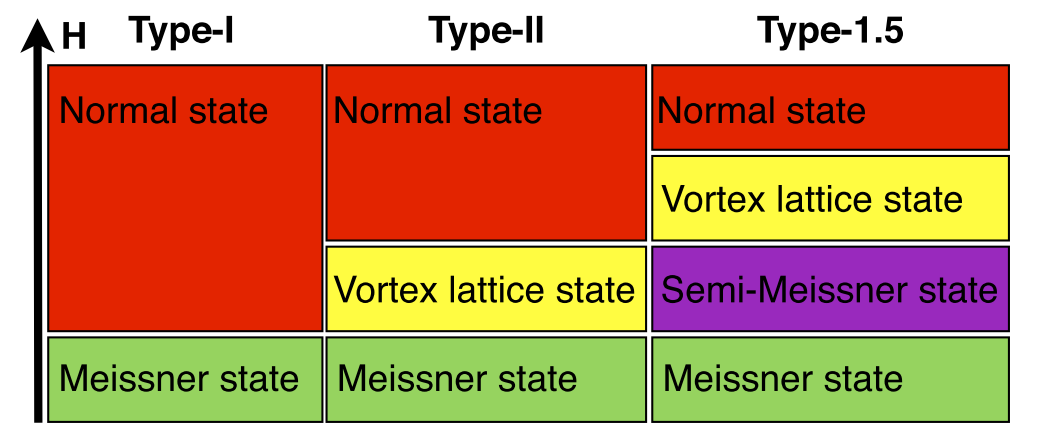 H
Type-I
Type-II
Type-1.5
Normal state
Normal state
Normal state
Vortex lattice state
Vortex lattice state
Semi-Meissner state
Meissner state
Meissner state
Meissner state